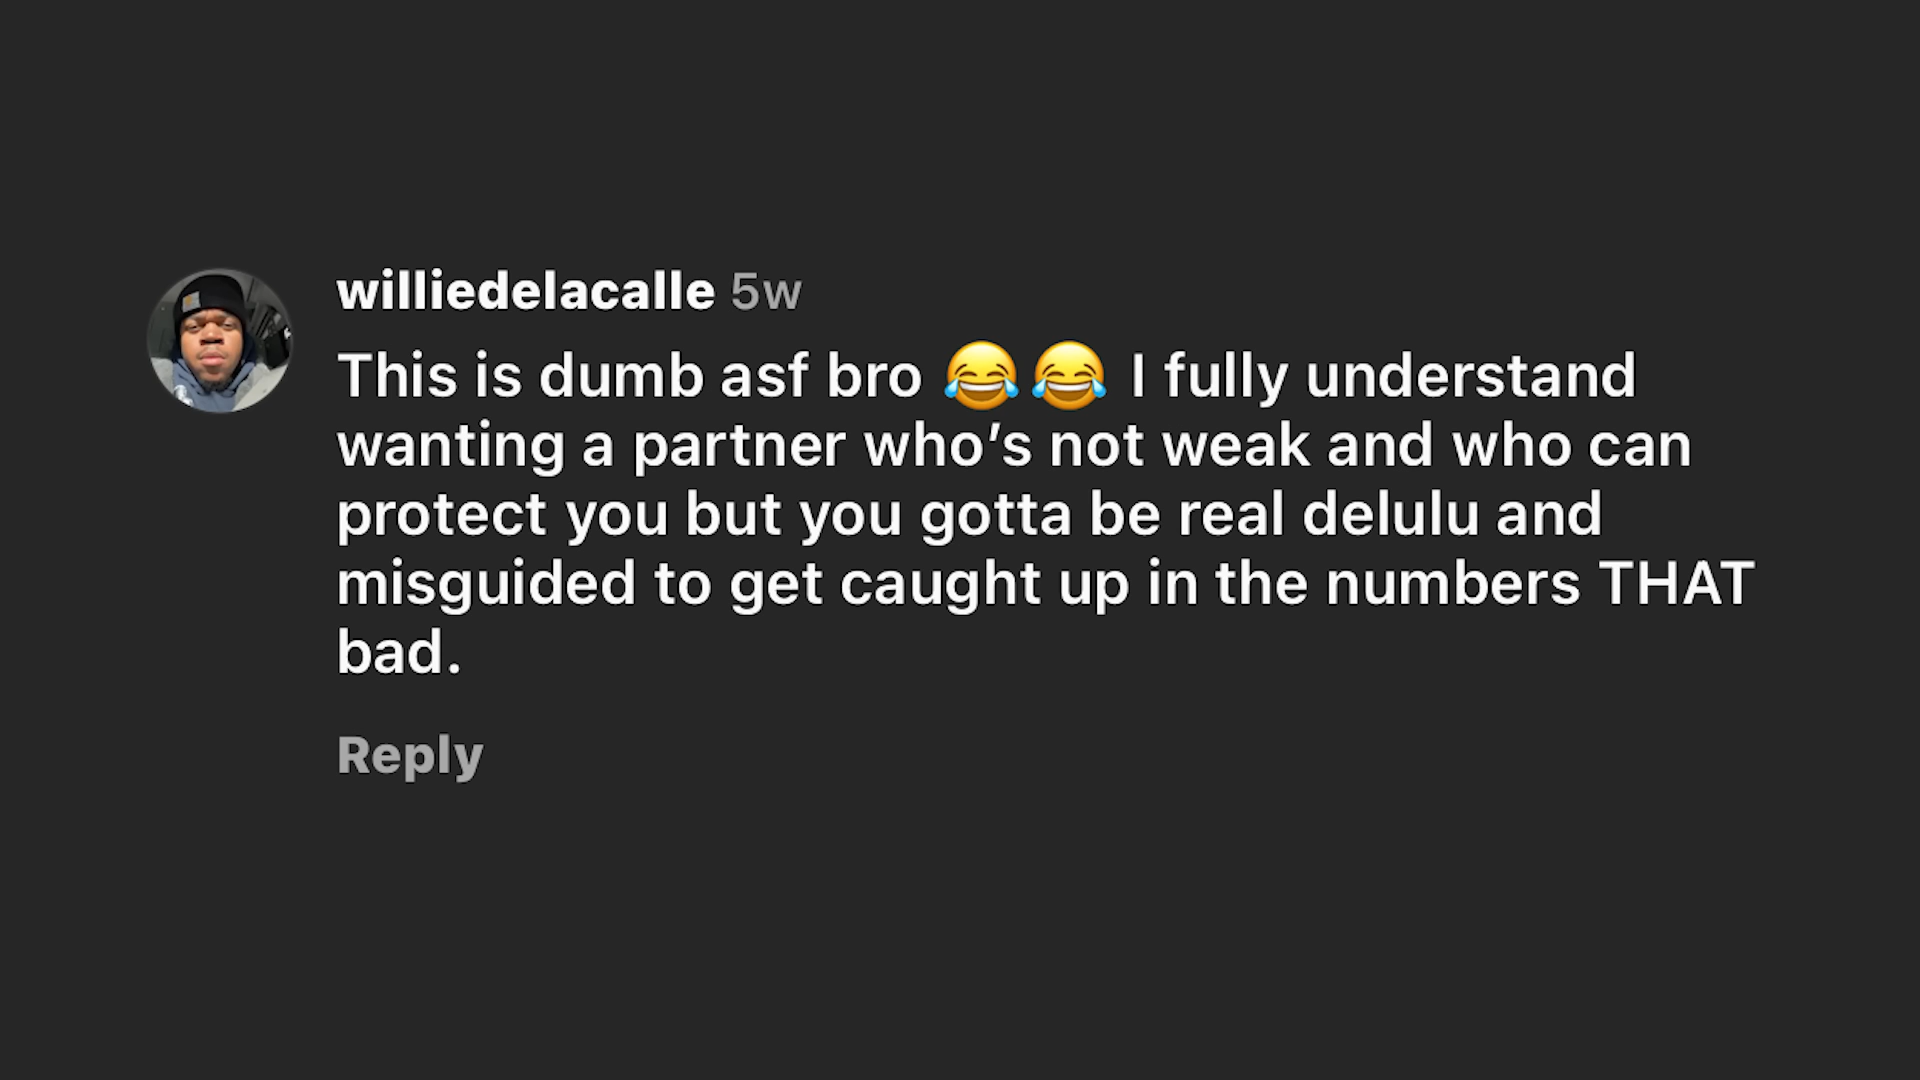 williedelacalle 5w
This is dumb asf bro 😂😂 I fully understand
wanting a partner who’s not weak and who can
protect you but you gotta be real delulu and
misguided to get caught up in the numbers THAT
bad.
Reply